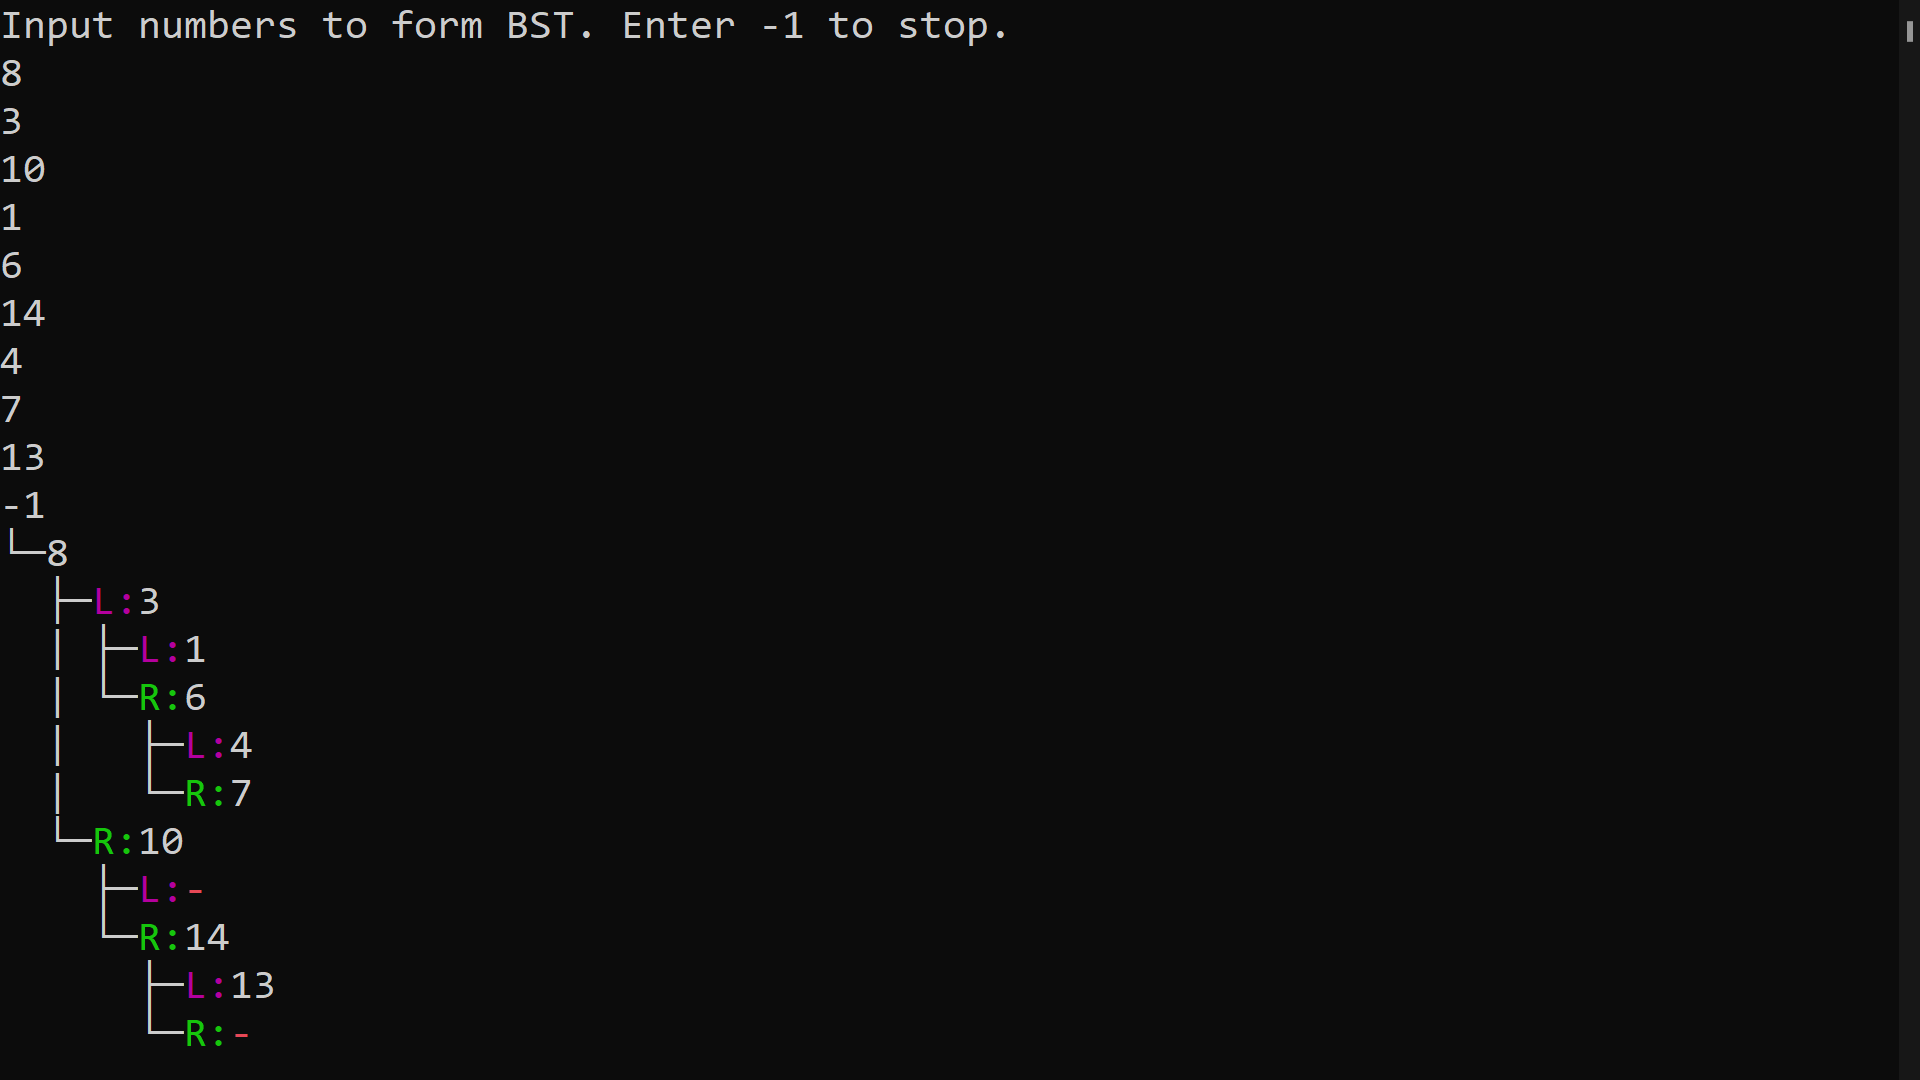 Input numbers to form BST. Enter -1 to stop.
8
3
10
1
6
14
4
7
13
-1
└─8
  ├─L:3
  │ ├─L:1
  │ └─R:6
  │   ├─L:4
  │   └─R:7
  └─R:10
    ├─L:-
    └─R:14
      ├─L:13
      └─R:-